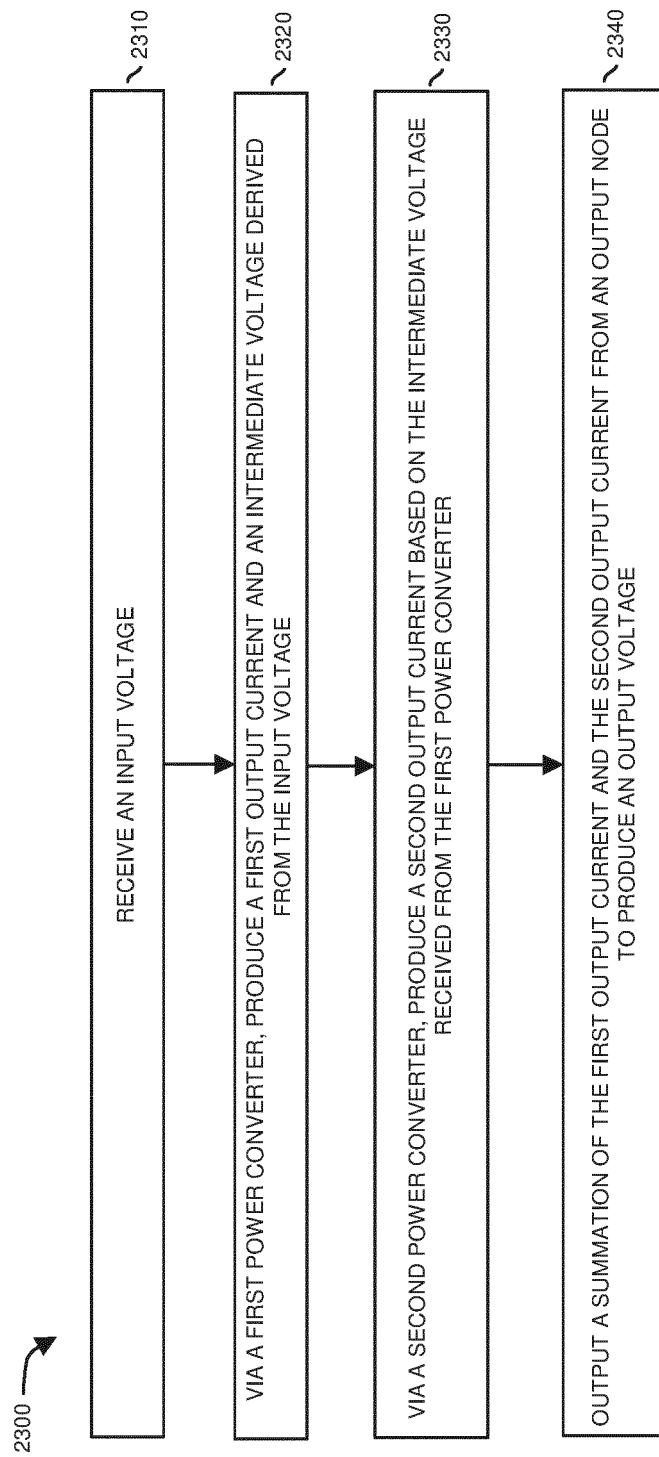 2300
RECEIVE AN INPUT VOLTAGE
2310
VIA A FIRST POWER CONVERTER, PRODUCE A FIRST OUTPUT CURRENT AND AN INTERMEDIATE VOLTAGE DERIVED
FROM THE INPUT VOLTAGE
2320
VIA A SECOND POWER CONVERTER, PRODUCE A SECOND OUTPUT CURRENT BASED ON THE INTERMEDIATE VOLTAGE
RECEIVED FROM THE FIRST POWER CONVERTER
2330
OUTPUT A SUMMATION OF THE FIRST OUTPUT CURRENT AND THE SECOND OUTPUT CURRENT FROM AN OUTPUT NODE
TO PRODUCE AN OUTPUT VOLTAGE
2340